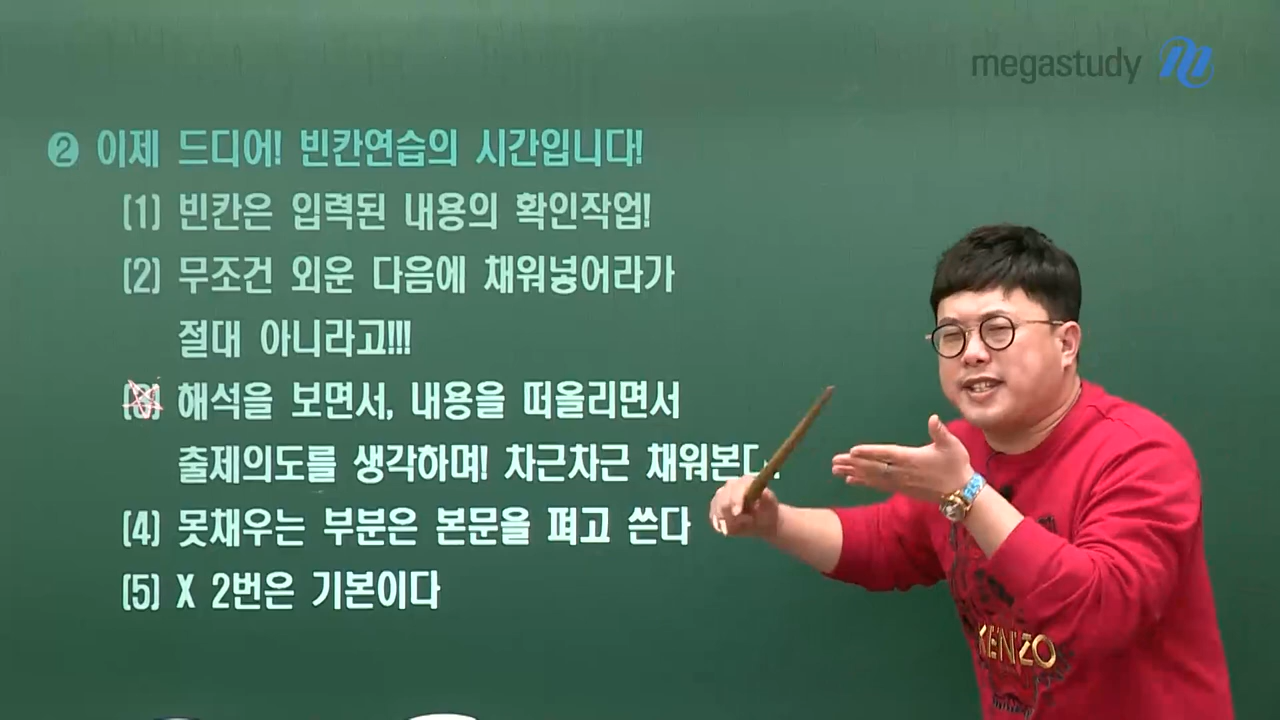 megastudy
❷ 이제 드디어! 빈칸연습의 시간입니다!
(1) 빈칸은 입력된 내용의 확인작업!
(2) 무조건 외운 다음에 채워넣어라가
절대 아니라고!!!
(3) 해석을 보면서, 내용을 떠올리면서
출제의도를 생각하며! 차근차근 채워본다.
(4) 못채우는 부분은 본문을 펴고 쓴다
(5) X 2번은 기본이다
KENZO